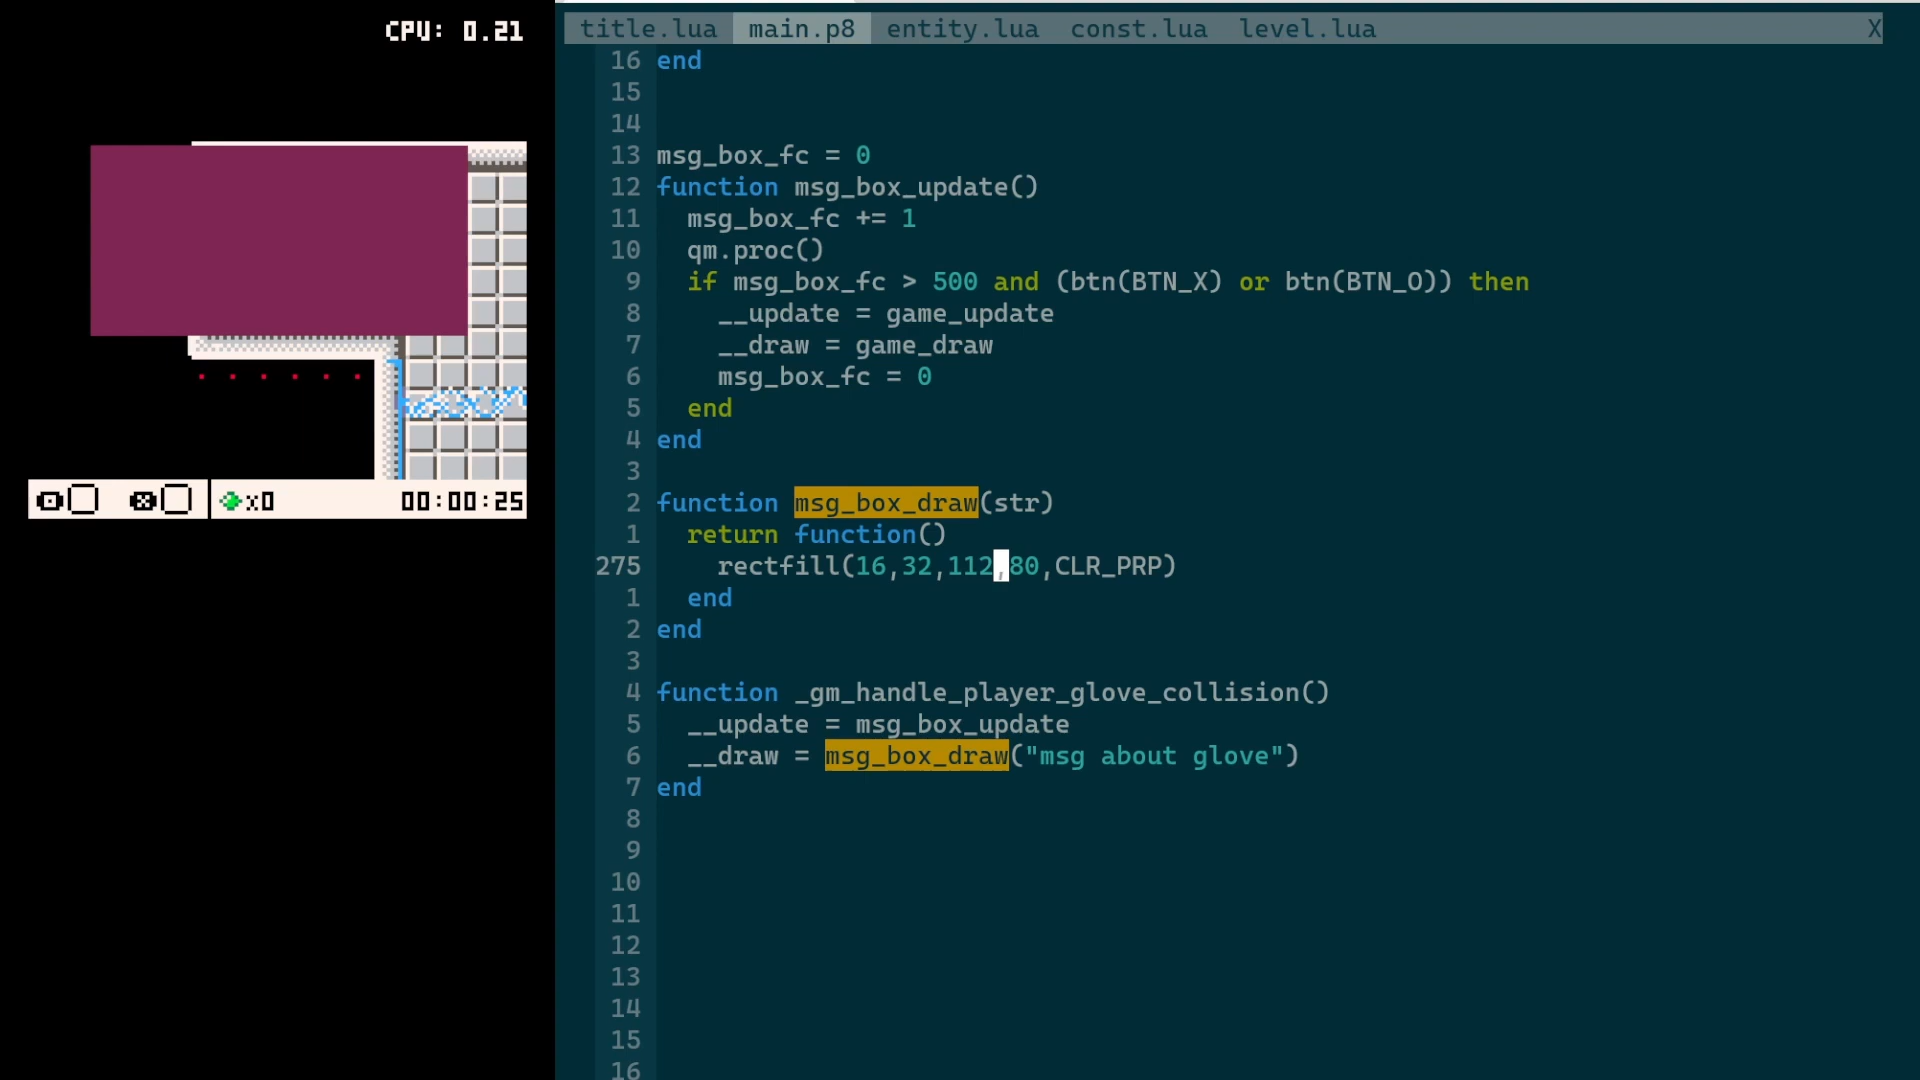 CPU: 0.21
x0
00:00:25
title.lua main.p8 entity.lua const.lua level.lua X
16 end
15
14
13 msg_box_fc = 0
12 function msg_box_update()
11   msg_box_fc += 1
10   qm.proc()
9   if msg_box_fc > 500 and (btn(BTN_X) or btn(BTN_O)) then
8     __update = game_update
7     __draw = game_draw
6     msg_box_fc = 0
5   end
4 end
3
2 function msg_box_draw(str)
1   return function()
275     rectfill(16,32,112,80,CLR_PRP)
1   end
2 end
3
4 function _gm_handle_player_glove_collision()
5   __update = msg_box_update
6   __draw = msg_box_draw("msg about glove")
7 end
8
9
10
11
12
13
14
15
16